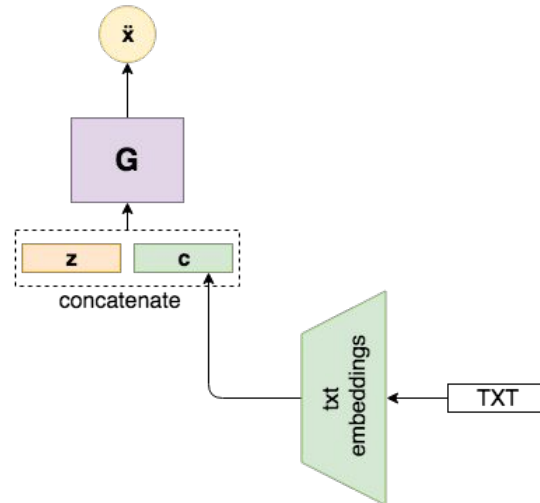 ẍ
G
z
c
concatenate
txt
embeddings
TXT